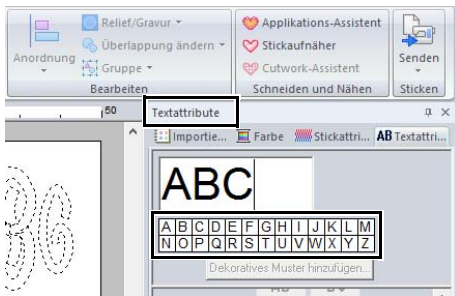 Relief/Gravur
Applikations-Assistent
Überlappung ändern
Stickaufnäher
Anordnung
Gruppe
Cutwork-Assistent
Senden
Bearbeiten
Schneiden und Nähen
Sticken
50
Textattribute
Importie...
Farbe
Stickattri...
AB Textattri...
ABC
A B C D E F G H I J K L M
N O P Q R S T U V W X Y Z
Dekoratives Muster hinzufügen...